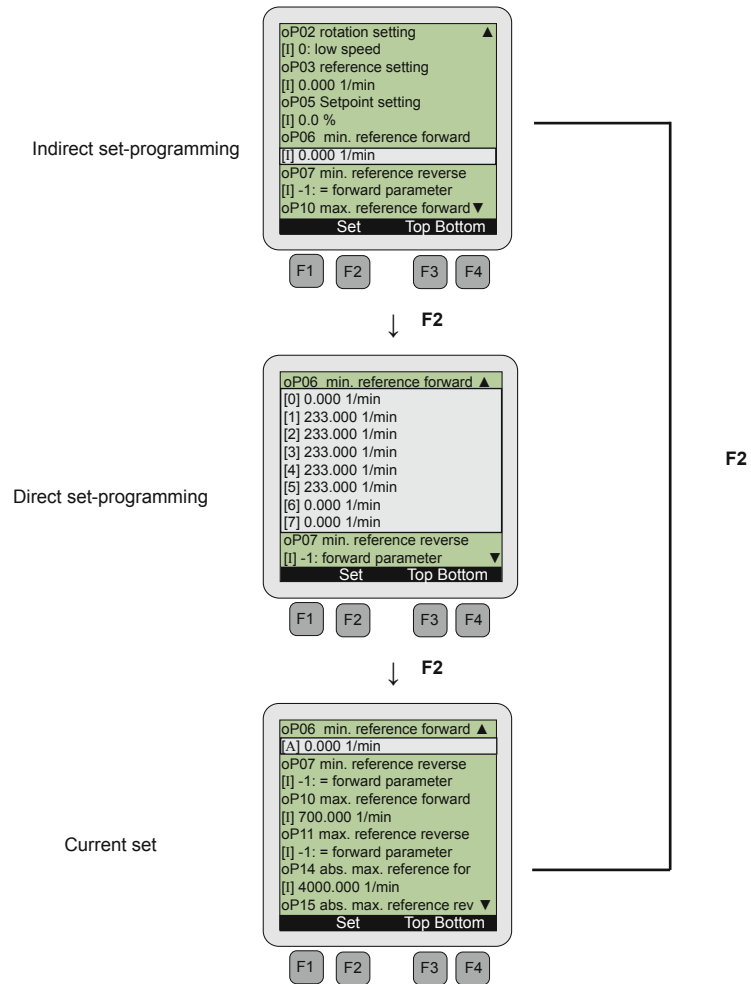 oP02 rotation setting ▲
[I] 0: low speed
oP03 reference setting
[I] 0.000 1/min
oP05 Setpoint setting
[I] 0.0 %
oP06 min. reference forward
[I] 0.000 1/min
oP07 min. reference reverse
[I] -1: = forward parameter
oP10 max. reference forward ▼
Set Top Bottom
Indirect set-programming
F1 F2 F3 F4
↓ F2
oP06 min. reference forward ▲
[0] 0.000 1/min
[1] 233.000 1/min
[2] 233.000 1/min
[3] 233.000 1/min
[4] 233.000 1/min
[5] 233.000 1/min
[6] 0.000 1/min
[7] 0.000 1/min
oP07 min. reference reverse
[I] -1: forward parameter ▼
Set Top Bottom
Direct set-programming
F2
F1 F2 F3 F4
↓ F2
oP06 min. reference forward ▲
[A] 0.000 1/min
oP07 min. reference reverse
[I] -1: = forward parameter
oP10 max. reference forward
[I] 700.000 1/min
oP11 max. reference reverse
[I] -1: = forward parameter
oP14 abs. max. reference for
[I] 4000.000 1/min
oP15 abs. max. reference rev ▼
Set Top Bottom
Current set
F1 F2 F3 F4